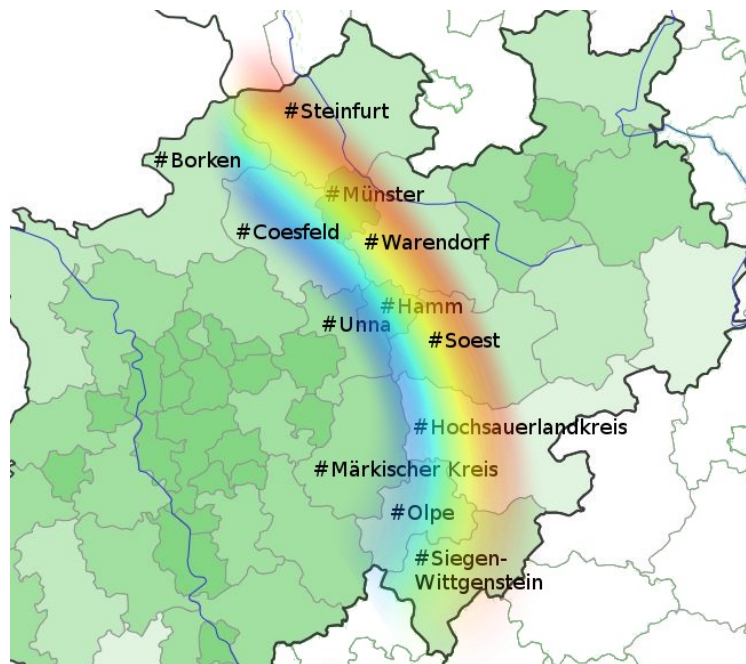 #Steinfurt
#Borken
#Münster
#Coesfeld
#Warendorf
#Hamm
#Unna
#Soest
#Hochsauerlandkreis
#Märkischer Kreis
#Olpe
#Siegen-
Wittgenstein